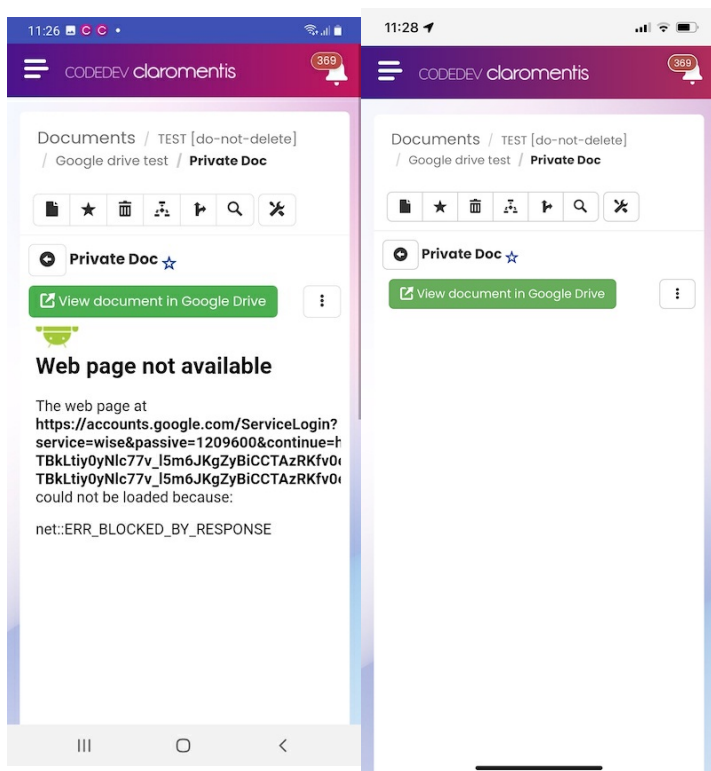 11:26
CODEDEV claromentis
369
Documents / TEST [do-not-delete]
/ Google drive test / Private Doc
Private Doc
View document in Google Drive
Web page not available
The web page at
https://accounts.google.com/ServiceLogin?
service=wise&passive=1209600&continue=h
TBkLtiy0yNlc77v_l5m6JKgZyBiCCTAzRKfv0
TBkLtiy0yNlc77v_l5m6JKgZyBiCCTAzRKfv0
could not be loaded because:
net::ERR_BLOCKED_BY_RESPONSE
11:28
CODEDEV claromentis
369
Documents / TEST [do-not-delete]
/ Google drive test / Private Doc
Private Doc
View document in Google Drive